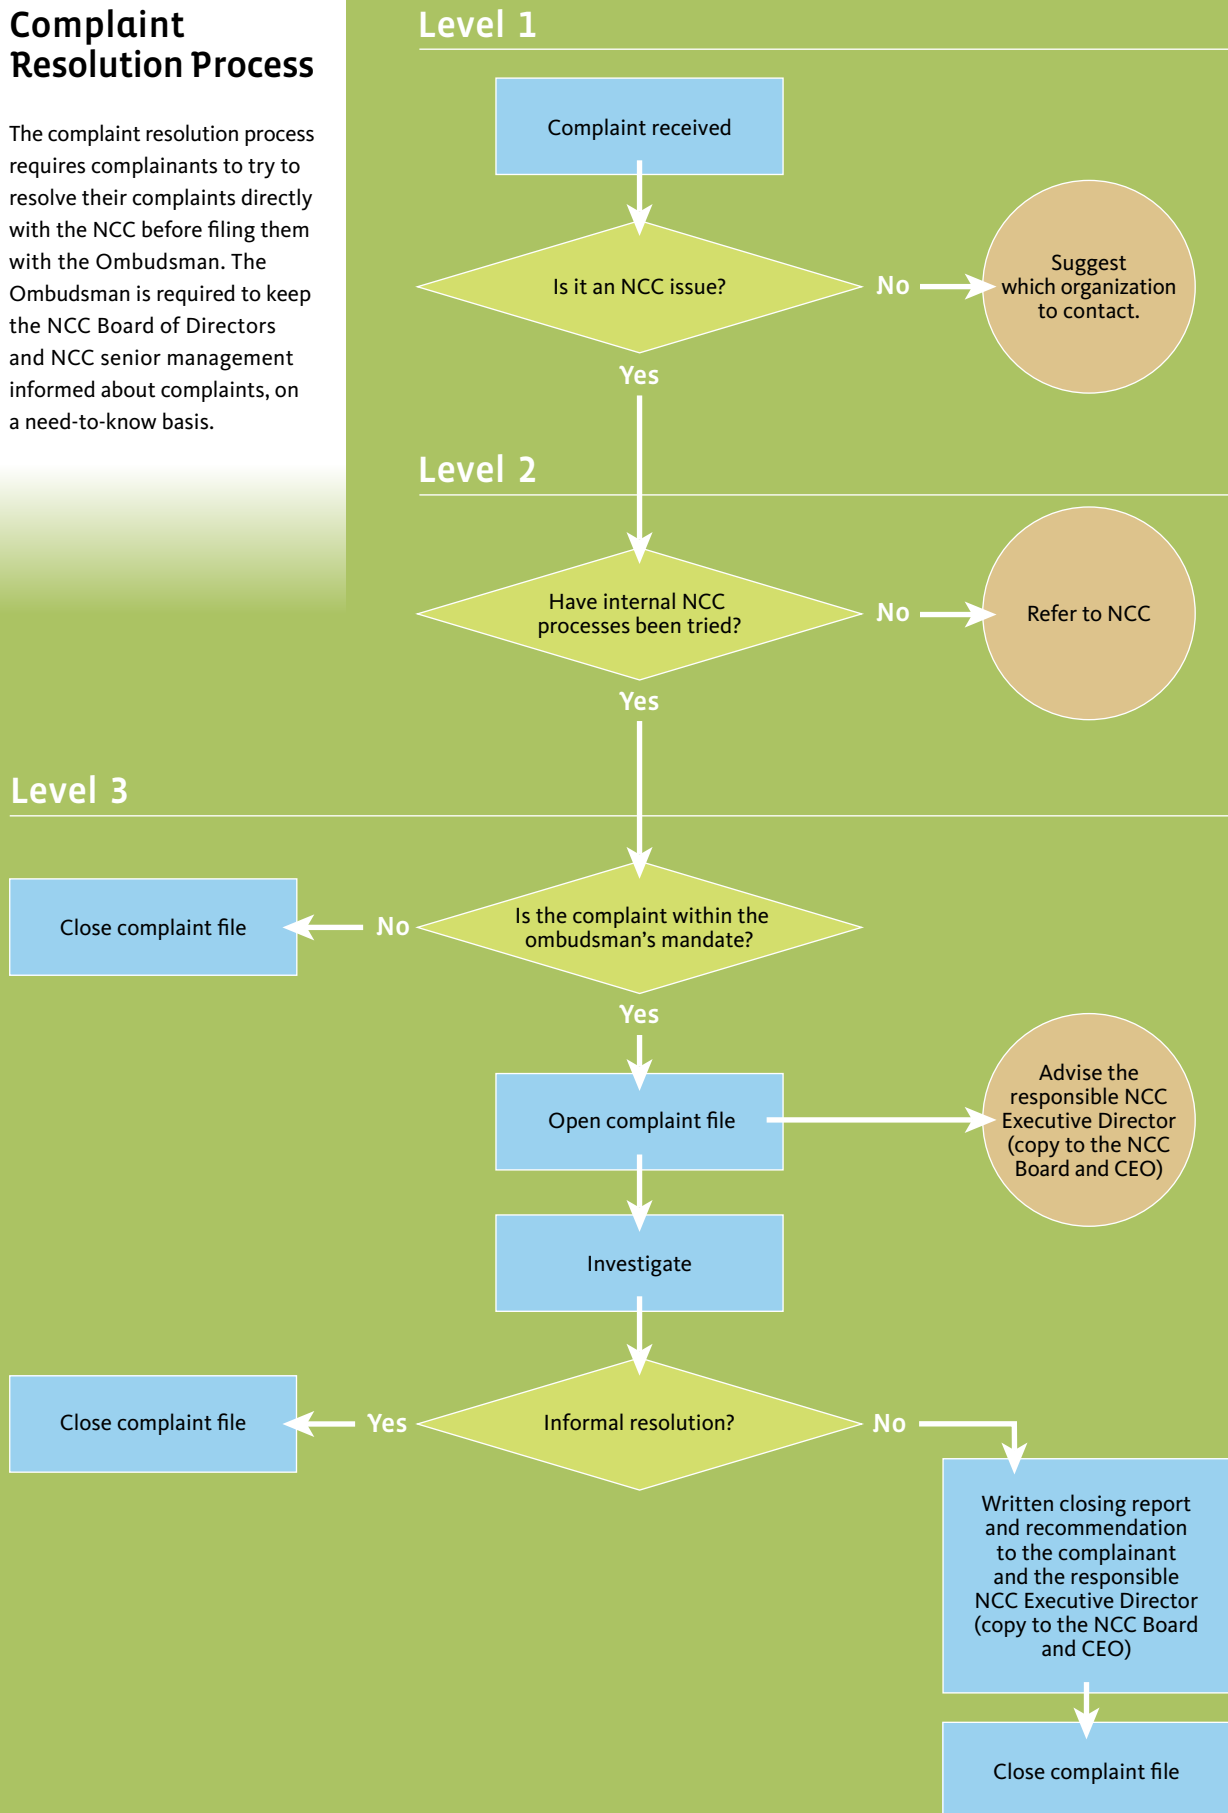 Complaint
Resolution Process
The complaint resolution process
requires complainants to try to
resolve their complaints directly
with the NCC before filing them
with the Ombudsman. The
Ombudsman is required to keep
the NCC Board of Directors
and NCC senior management
informed about complaints, on
a need-to-know basis.
Level 1
Complaint received
Is it an NCC issue?
No
Suggest
which organization
to contact.
Yes
Level 2
Have internal NCC
processes been tried?
No
Refer to NCC
Yes
Level 3
Is the complaint within the
ombudsman’s mandate?
No
Close complaint file
Yes
Open complaint file
Advise the
responsible NCC
Executive Director
(copy to the NCC
Board and CEO)
Investigate
Informal resolution?
Yes
Close complaint file
No
Written closing report
and recommendation
to the complainant
and the responsible
NCC Executive Director
(copy to the NCC Board
and CEO)
Close complaint file